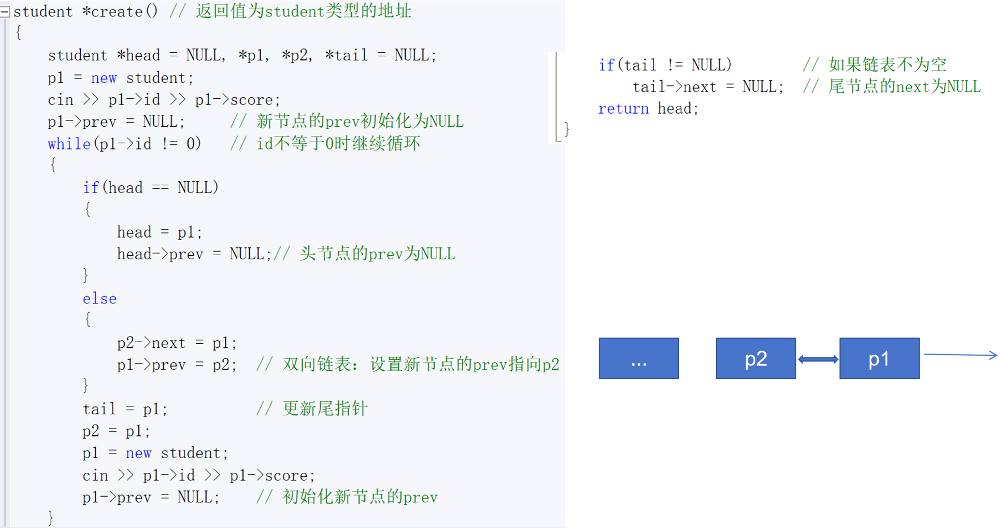 student *create() // 返回值为student类型的地址
{
student *head = NULL, *p1, *p2, *tail = NULL;
p1 = new student;
cin >> p1->id >> p1->score;
p1->prev = NULL; // 新节点的prev初始化为NULL
while(p1->id != 0) // id不等于0时继续循环
{
if(head == NULL)
{
head = p1;
head->prev = NULL;// 头节点的prev为NULL
}
else
{
p2->next = p1;
p1->prev = p2; // 双向链表：设置新节点的prev指向p2
}
tail = p1; // 更新尾指针
p2 = p1;
p1 = new student;
cin >> p1->id >> p1->score;
p1->prev = NULL; // 初始化新节点的prev
}
if(tail != NULL) // 如果链表不为空
tail->next = NULL; // 尾节点的next为NULL
return head;
}
... p2 p1